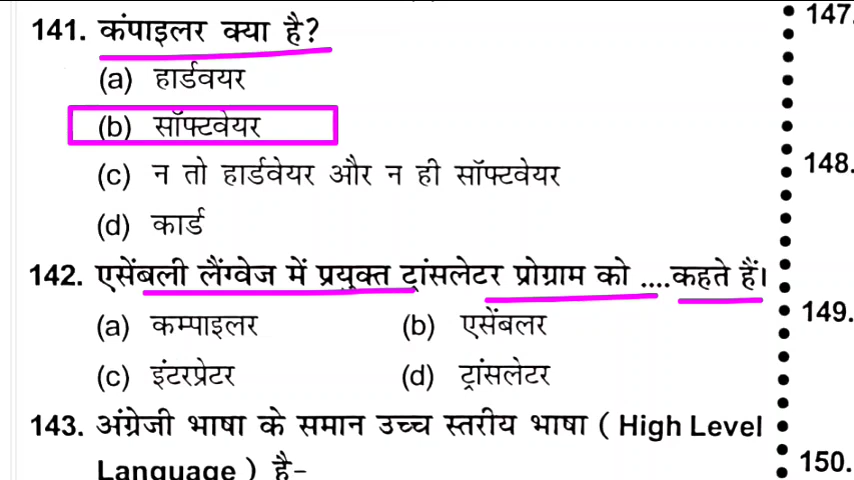 141. कंपाइलर क्या है?
(a) हार्डवयर
(b) सॉफ्टवेयर
(c) न तो हार्डवेयर और न ही सॉफ्टवेयर
(d) कार्ड
142. एसेंबली लैंग्वेज में प्रयुक्त ट्रांसलेटर प्रोग्राम को ....कहते हैं।
(a) कम्पाइलर (b) एसेंबलर
(c) इंटरप्रेटर (d) ट्रांसलेटर
143. अंग्रेजी भाषा के समान उच्च स्तरीय भाषा ( High Level
Language ) है–
147.
148.
149.
150.